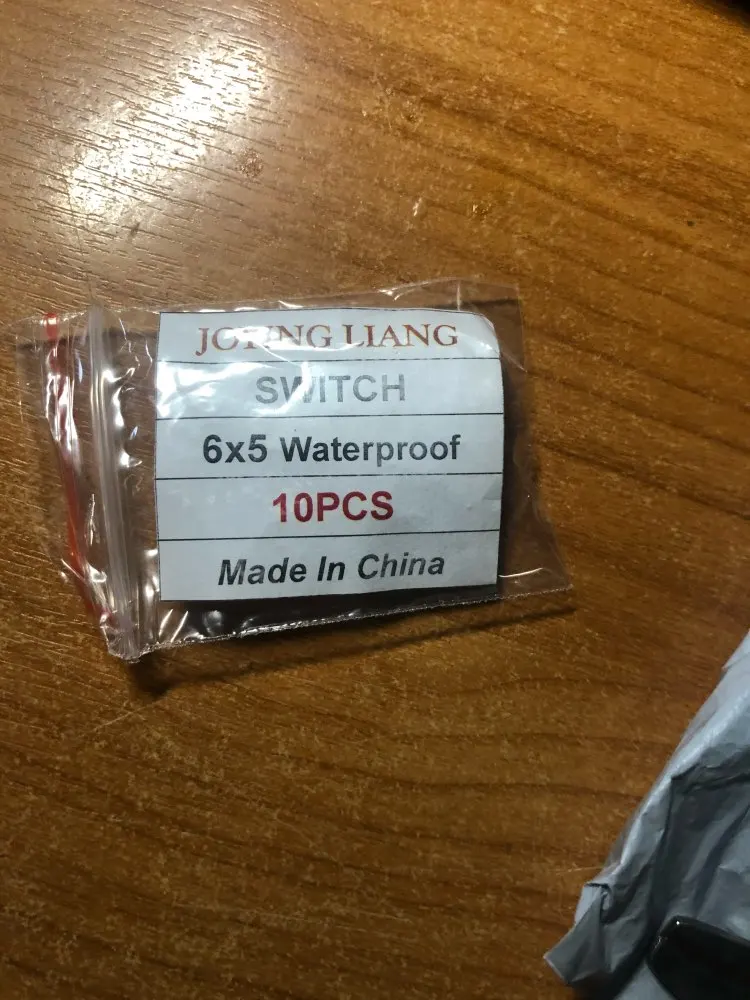 JOYING LIANG
SWITCH
6x5 Waterproof
10PCS
Made In China